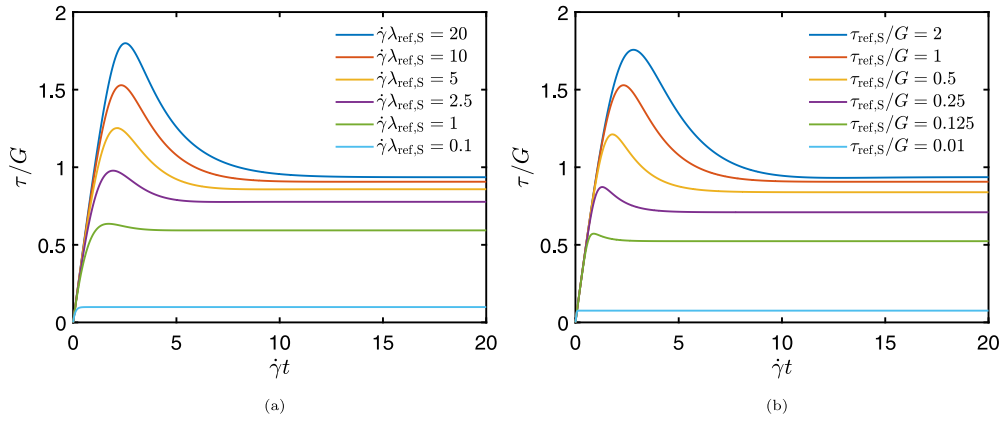 2
1.5
1
0.5
0
τ/G
0 5 10 15 20
γ̇t
γ̇λref,S = 20
γ̇λref,S = 10
γ̇λref,S = 5
γ̇λref,S = 2.5
γ̇λref,S = 1
γ̇λref,S = 0.1
(a)
2
1.5
1
0.5
0
τ/G
0 5 10 15 20
γ̇t
τref,S/G = 2
τref,S/G = 1
τref,S/G = 0.5
τref,S/G = 0.25
τref,S/G = 0.125
τref,S/G = 0.01
(b)